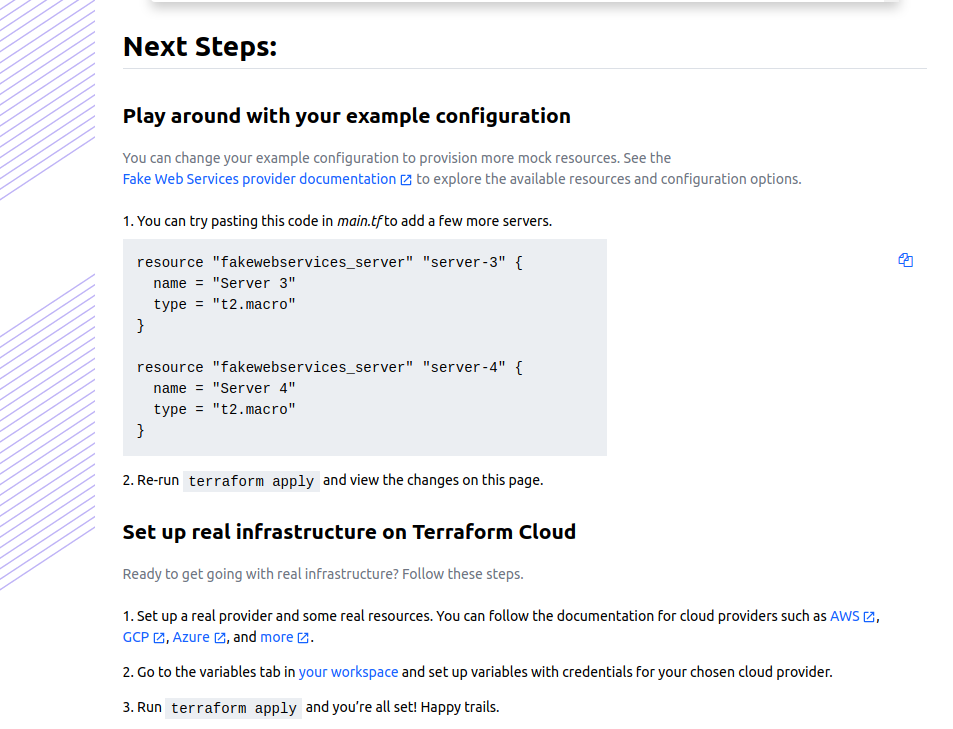 Next Steps:
Play around with your example configuration
You can change your example configuration to provision more mock resources. See the
Fake Web Services provider documentation to explore the available resources and configuration options.
1. You can try pasting this code in main.tf to add a few more servers.
resource "fakewebservices_server" "server-3" {
  name = "Server 3"
  type = "t2.macro"
}
resource "fakewebservices_server" "server-4" {
  name = "Server 4"
  type = "t2.macro"
}
2. Re-run terraform apply and view the changes on this page.
Set up real infrastructure on Terraform Cloud
Ready to get going with real infrastructure? Follow these steps.
1. Set up a real provider and some real resources. You can follow the documentation for cloud providers such as AWS,
GCP, Azure, and more.
2. Go to the variables tab in your workspace and set up variables with credentials for your chosen cloud provider.
3. Run terraform apply and you’re all set! Happy trails.